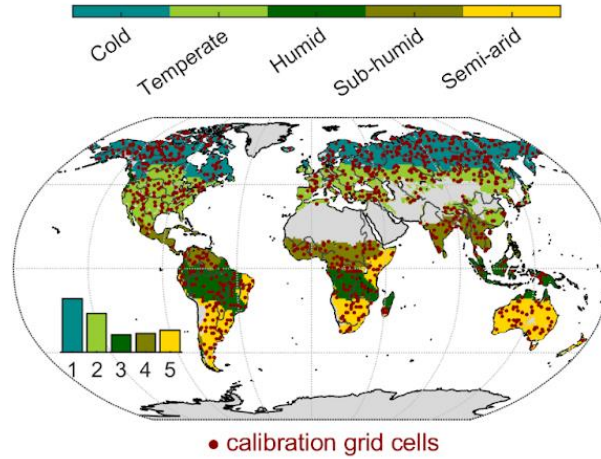 Cold
Temperate
Humid
Sub-humid
Semi-arid
1 2 3 4 5
calibration grid cells